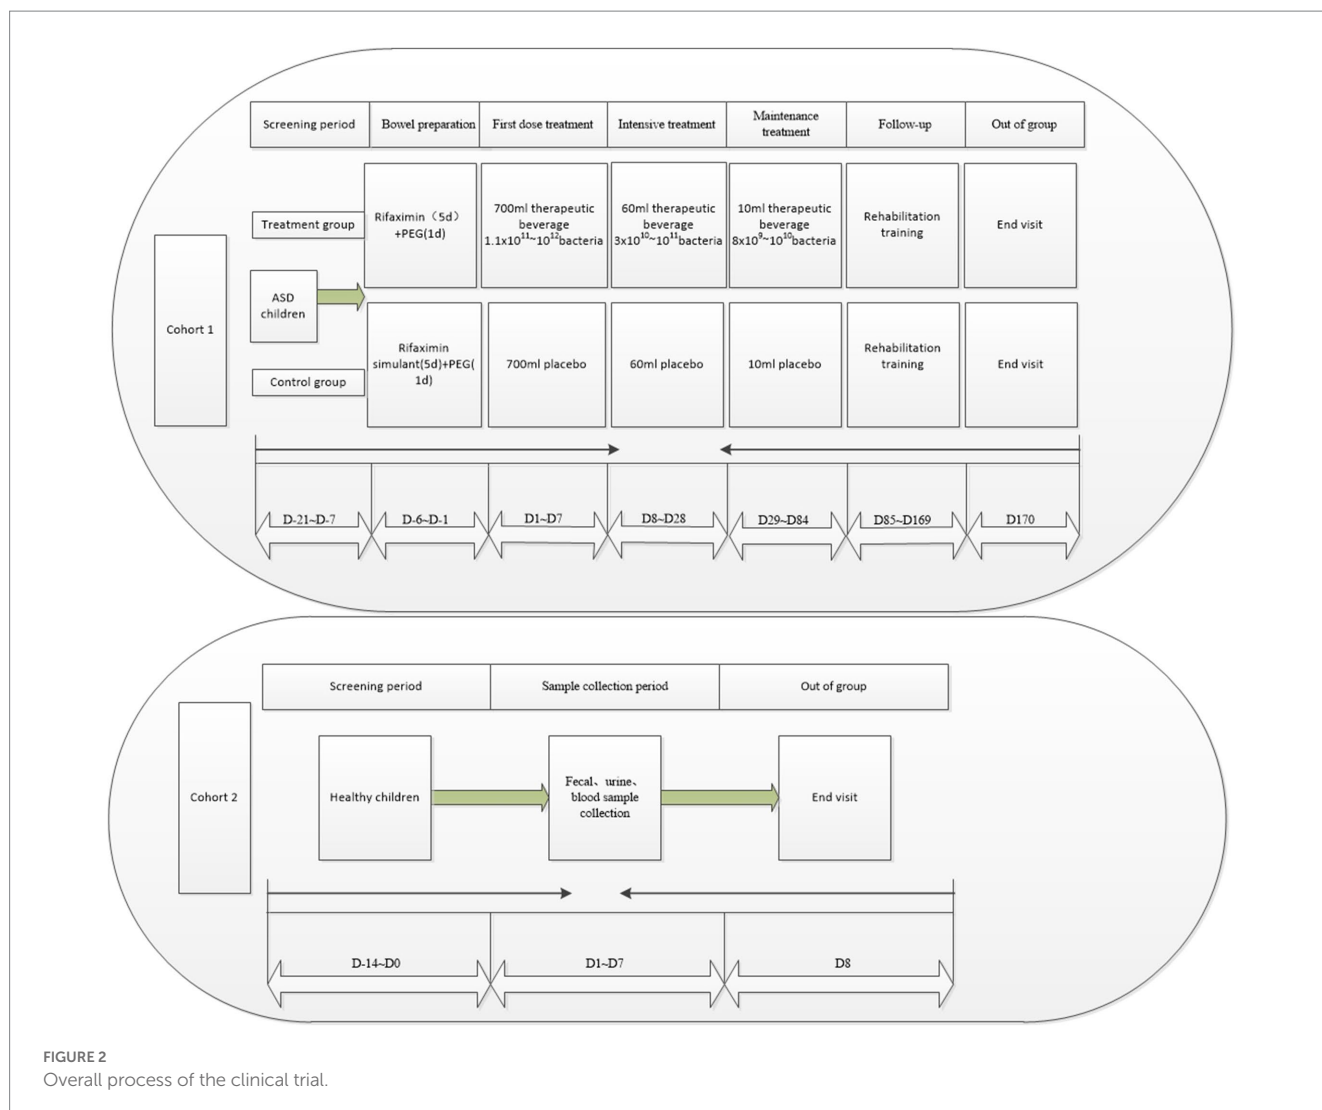 Screening period
Bowel preparation
First dose treatment
Intensive treatment
Maintenance
treatment
Follow-up
Out of group
Cohort 1
Treatment group
ASD
children
Control group
Rifaximin（5d）
+PEG(1d)
700ml therapeutic
beverage
1.1x10¹¹~10¹²bacteria
60ml therapeutic
beverage
3x10¹⁰~10¹¹bacteria
10ml therapeutic
beverage
8x10⁹~10¹⁰bacteria
Rehabilitation
training
End visit
Rifaximin
simulant(5d)+PEG(
1d)
700ml placebo
60ml placebo
10ml placebo
Rehabilitation
training
End visit
D-21~D-7
D-6~D-1
D1~D7
D8~D28
D29~D84
D85~D169
D170
Screening period
Sample collection period
Out of group
Cohort 2
Healthy children
Fecal、urine、
blood sample
collection
End visit
D-14~D0
D1~D7
D8
FIGURE 2
Overall process of the clinical trial.